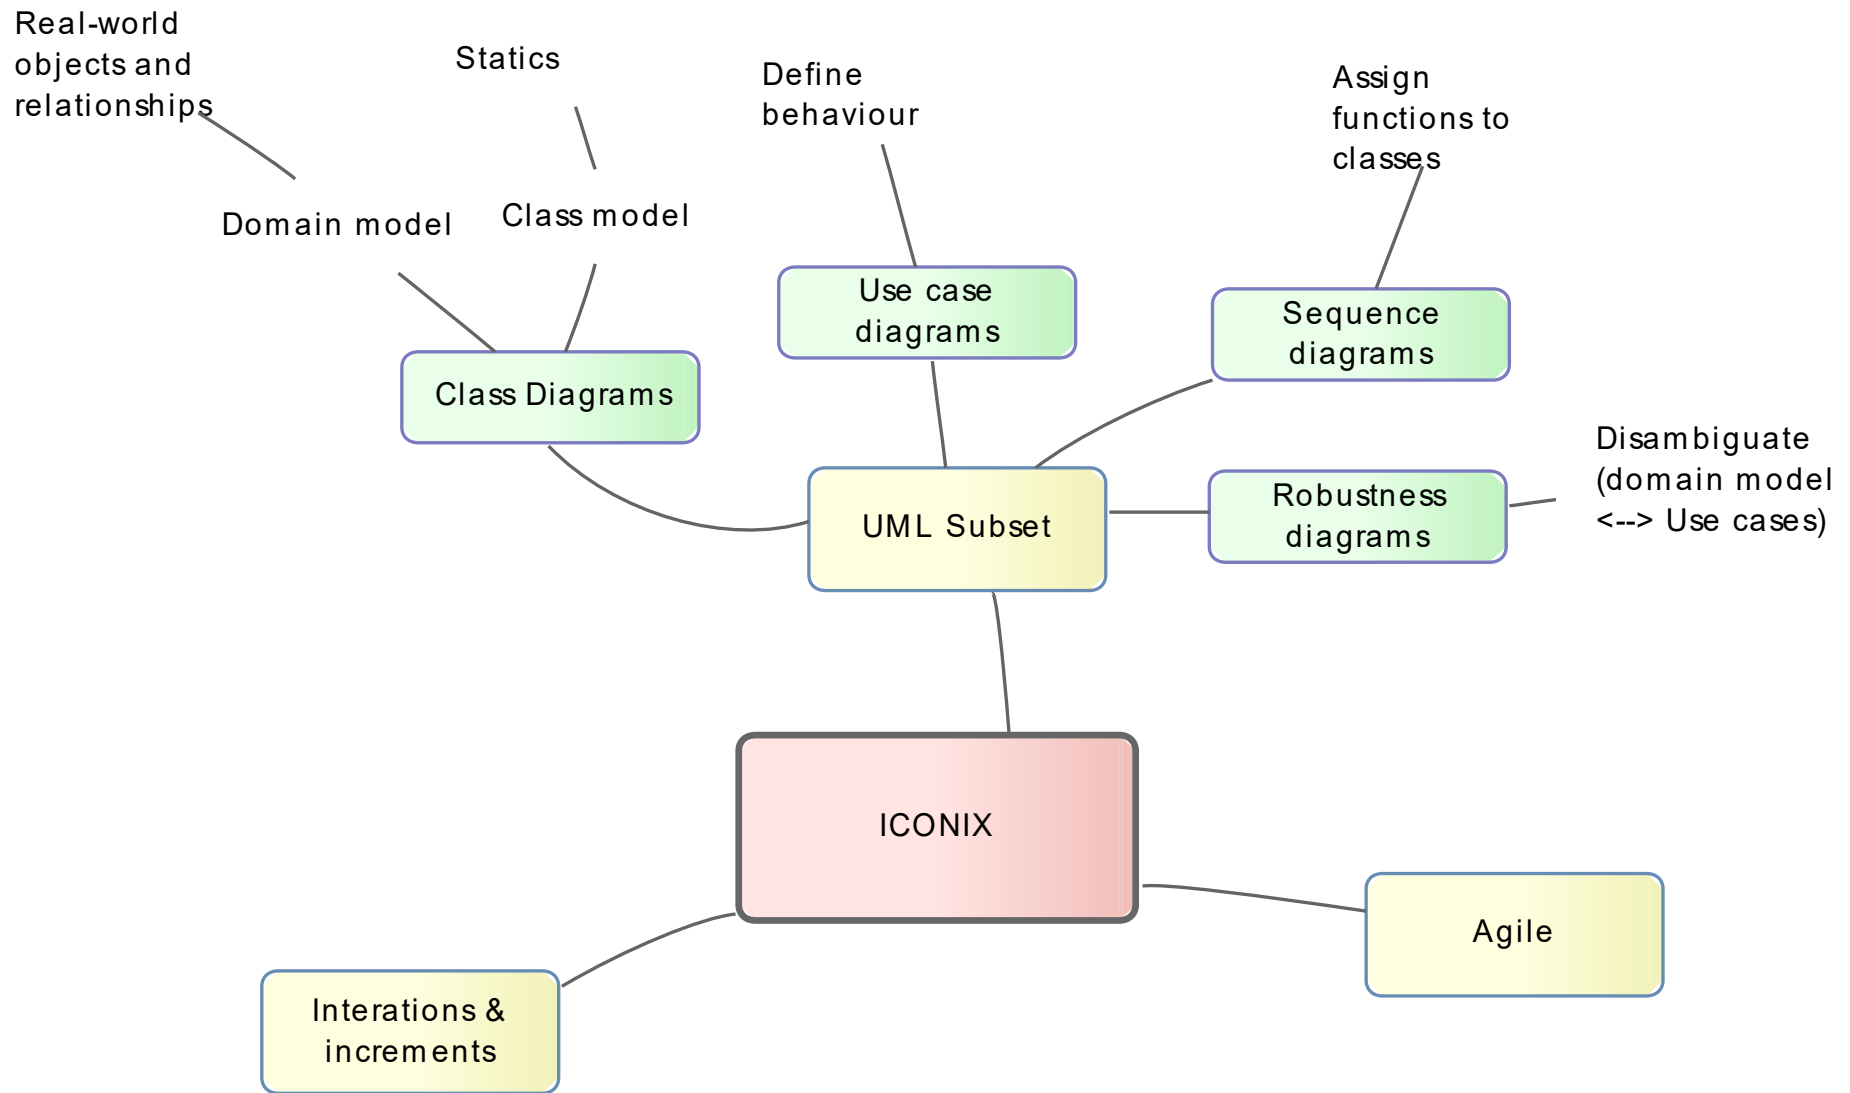 Real-world
objects and
relationships
Statics
Define
behaviour
Assign
functions to
classes
Domain model
Class model
Use case
diagrams
Sequence
diagrams
Class Diagrams
Disambiguate
(domain model
<--> Use cases)
Robustness
diagrams
UML Subset
ICONIX
Agile
Interations &
increments